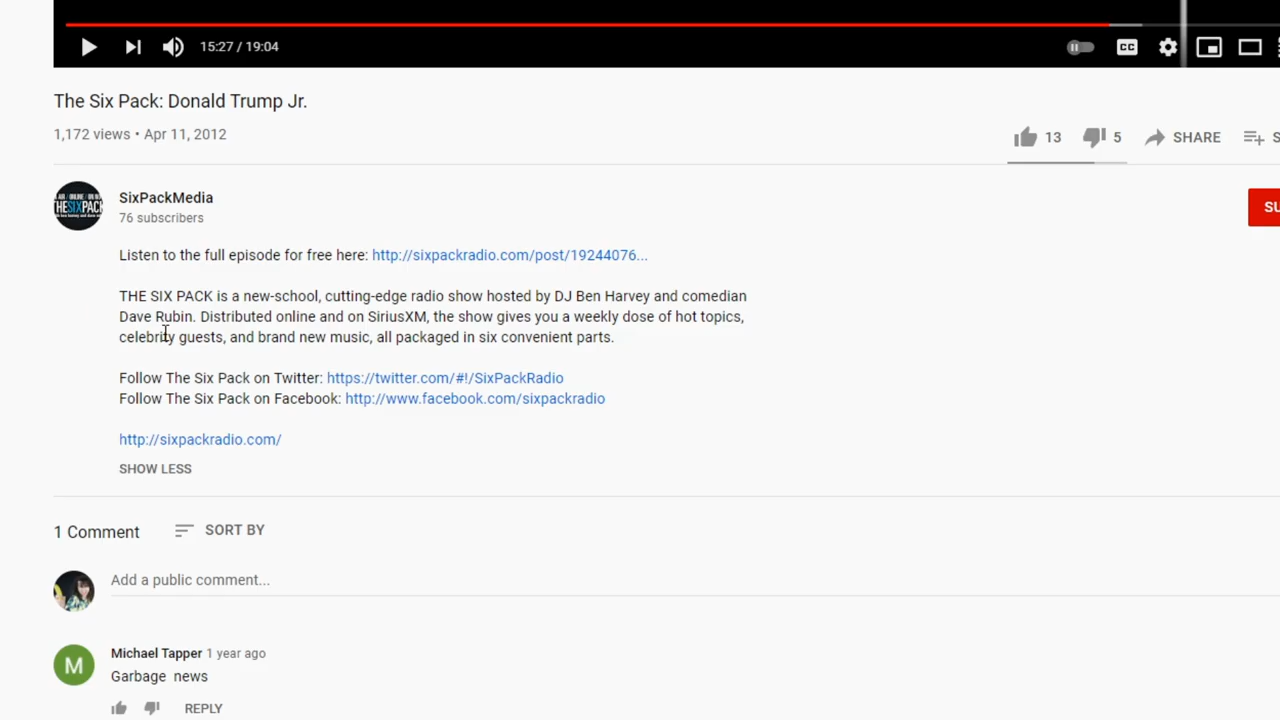 15:27 / 19:04
CC
The Six Pack: Donald Trump Jr.
1,172 views • Apr 11, 2012
13 5 SHARE S
THESIXPACK
SixPackMedia
76 subscribers
SU
Listen to the full episode for free here: http://sixpackradio.com/post/19244076...
THE SIX PACK is a new-school, cutting-edge radio show hosted by DJ Ben Harvey and comedian
Dave Rubin. Distributed online and on SiriusXM, the show gives you a weekly dose of hot topics,
celebrity guests, and brand new music, all packaged in six convenient parts.
Follow The Six Pack on Twitter: https://twitter.com/#!/SixPackRadio
Follow The Six Pack on Facebook: http://www.facebook.com/sixpackradio
http://sixpackradio.com/
SHOW LESS
1 Comment SORT BY
Add a public comment...
M
Michael Tapper 1 year ago
Garbage news
REPLY